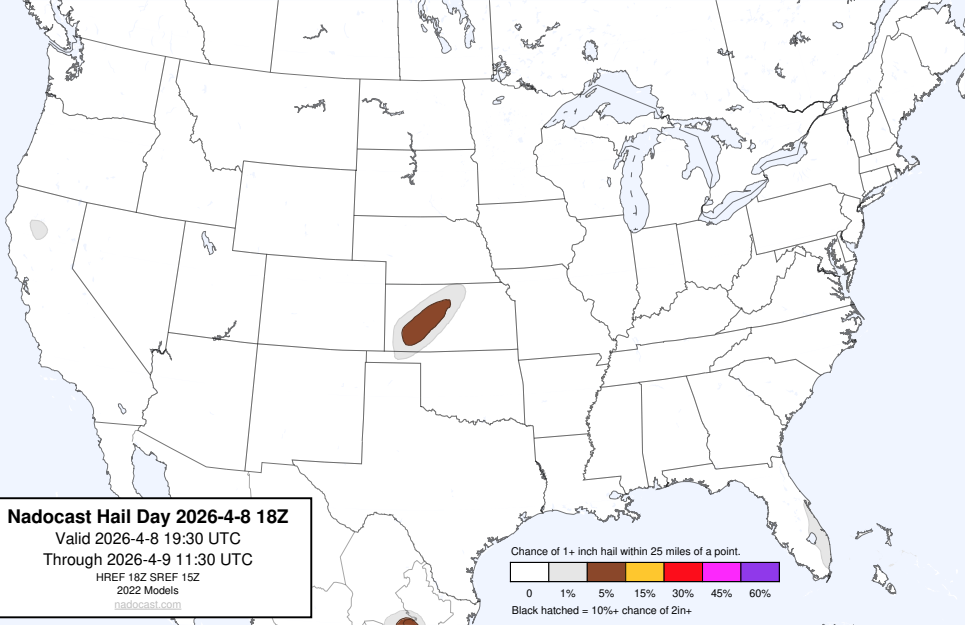 Nadocast Hail Day 2026-4-8 18Z
Valid 2026-4-8 19:30 UTC
Through 2026-4-9 11:30 UTC
HREF 18Z SREF 15Z
2022 Models
nadocast.com
Chance of 1+ inch hail within 25 miles of a point.
0 1% 5% 15% 30% 45% 60%
Black hatched = 10%+ chance of 2in+